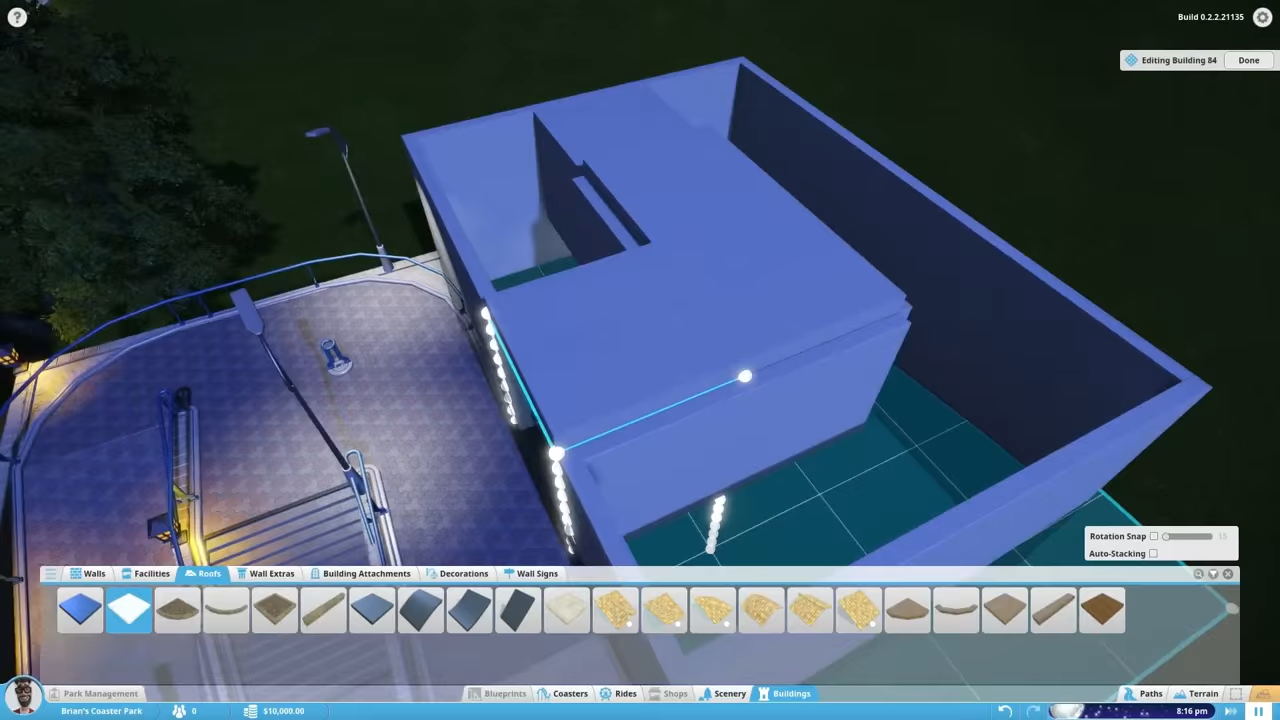 ?
Build 0.2.2.21135
Editing Building 84 Done
Rotation Snap 15
Auto-Stacking
Walls Facilities Roofs Wall Extras Building Attachments Decorations Wall Signs
Park Management Blueprints Coasters Rides Shops Scenery Buildings Paths Terrain
Brian's Coaster Park 0 $10,000.00 8:16 pm